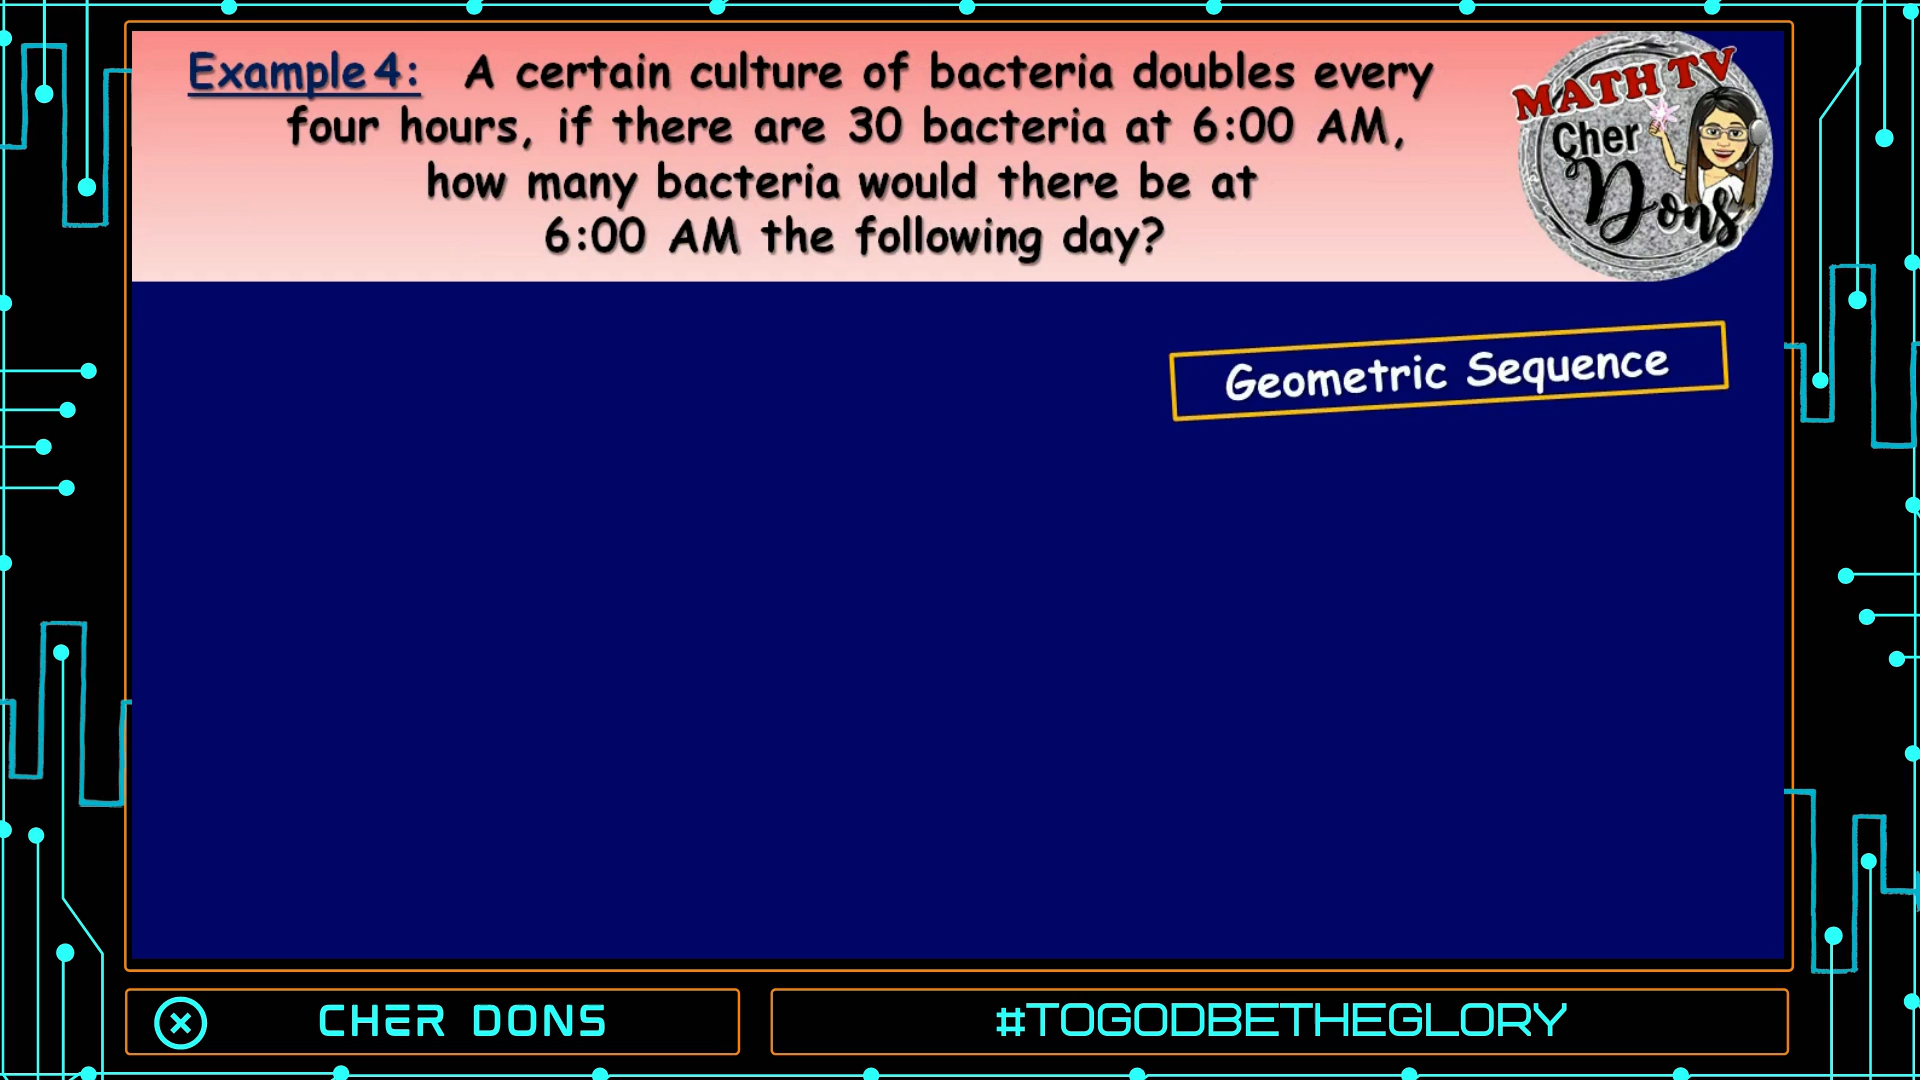 Example 4: A certain culture of bacteria doubles every
four hours, if there are 30 bacteria at 6:00 AM,
how many bacteria would there be at
6:00 AM the following day?
MATH TV
Cher
Dons
Geometric Sequence
CHER DONS
#TOGODBETHEGLORY